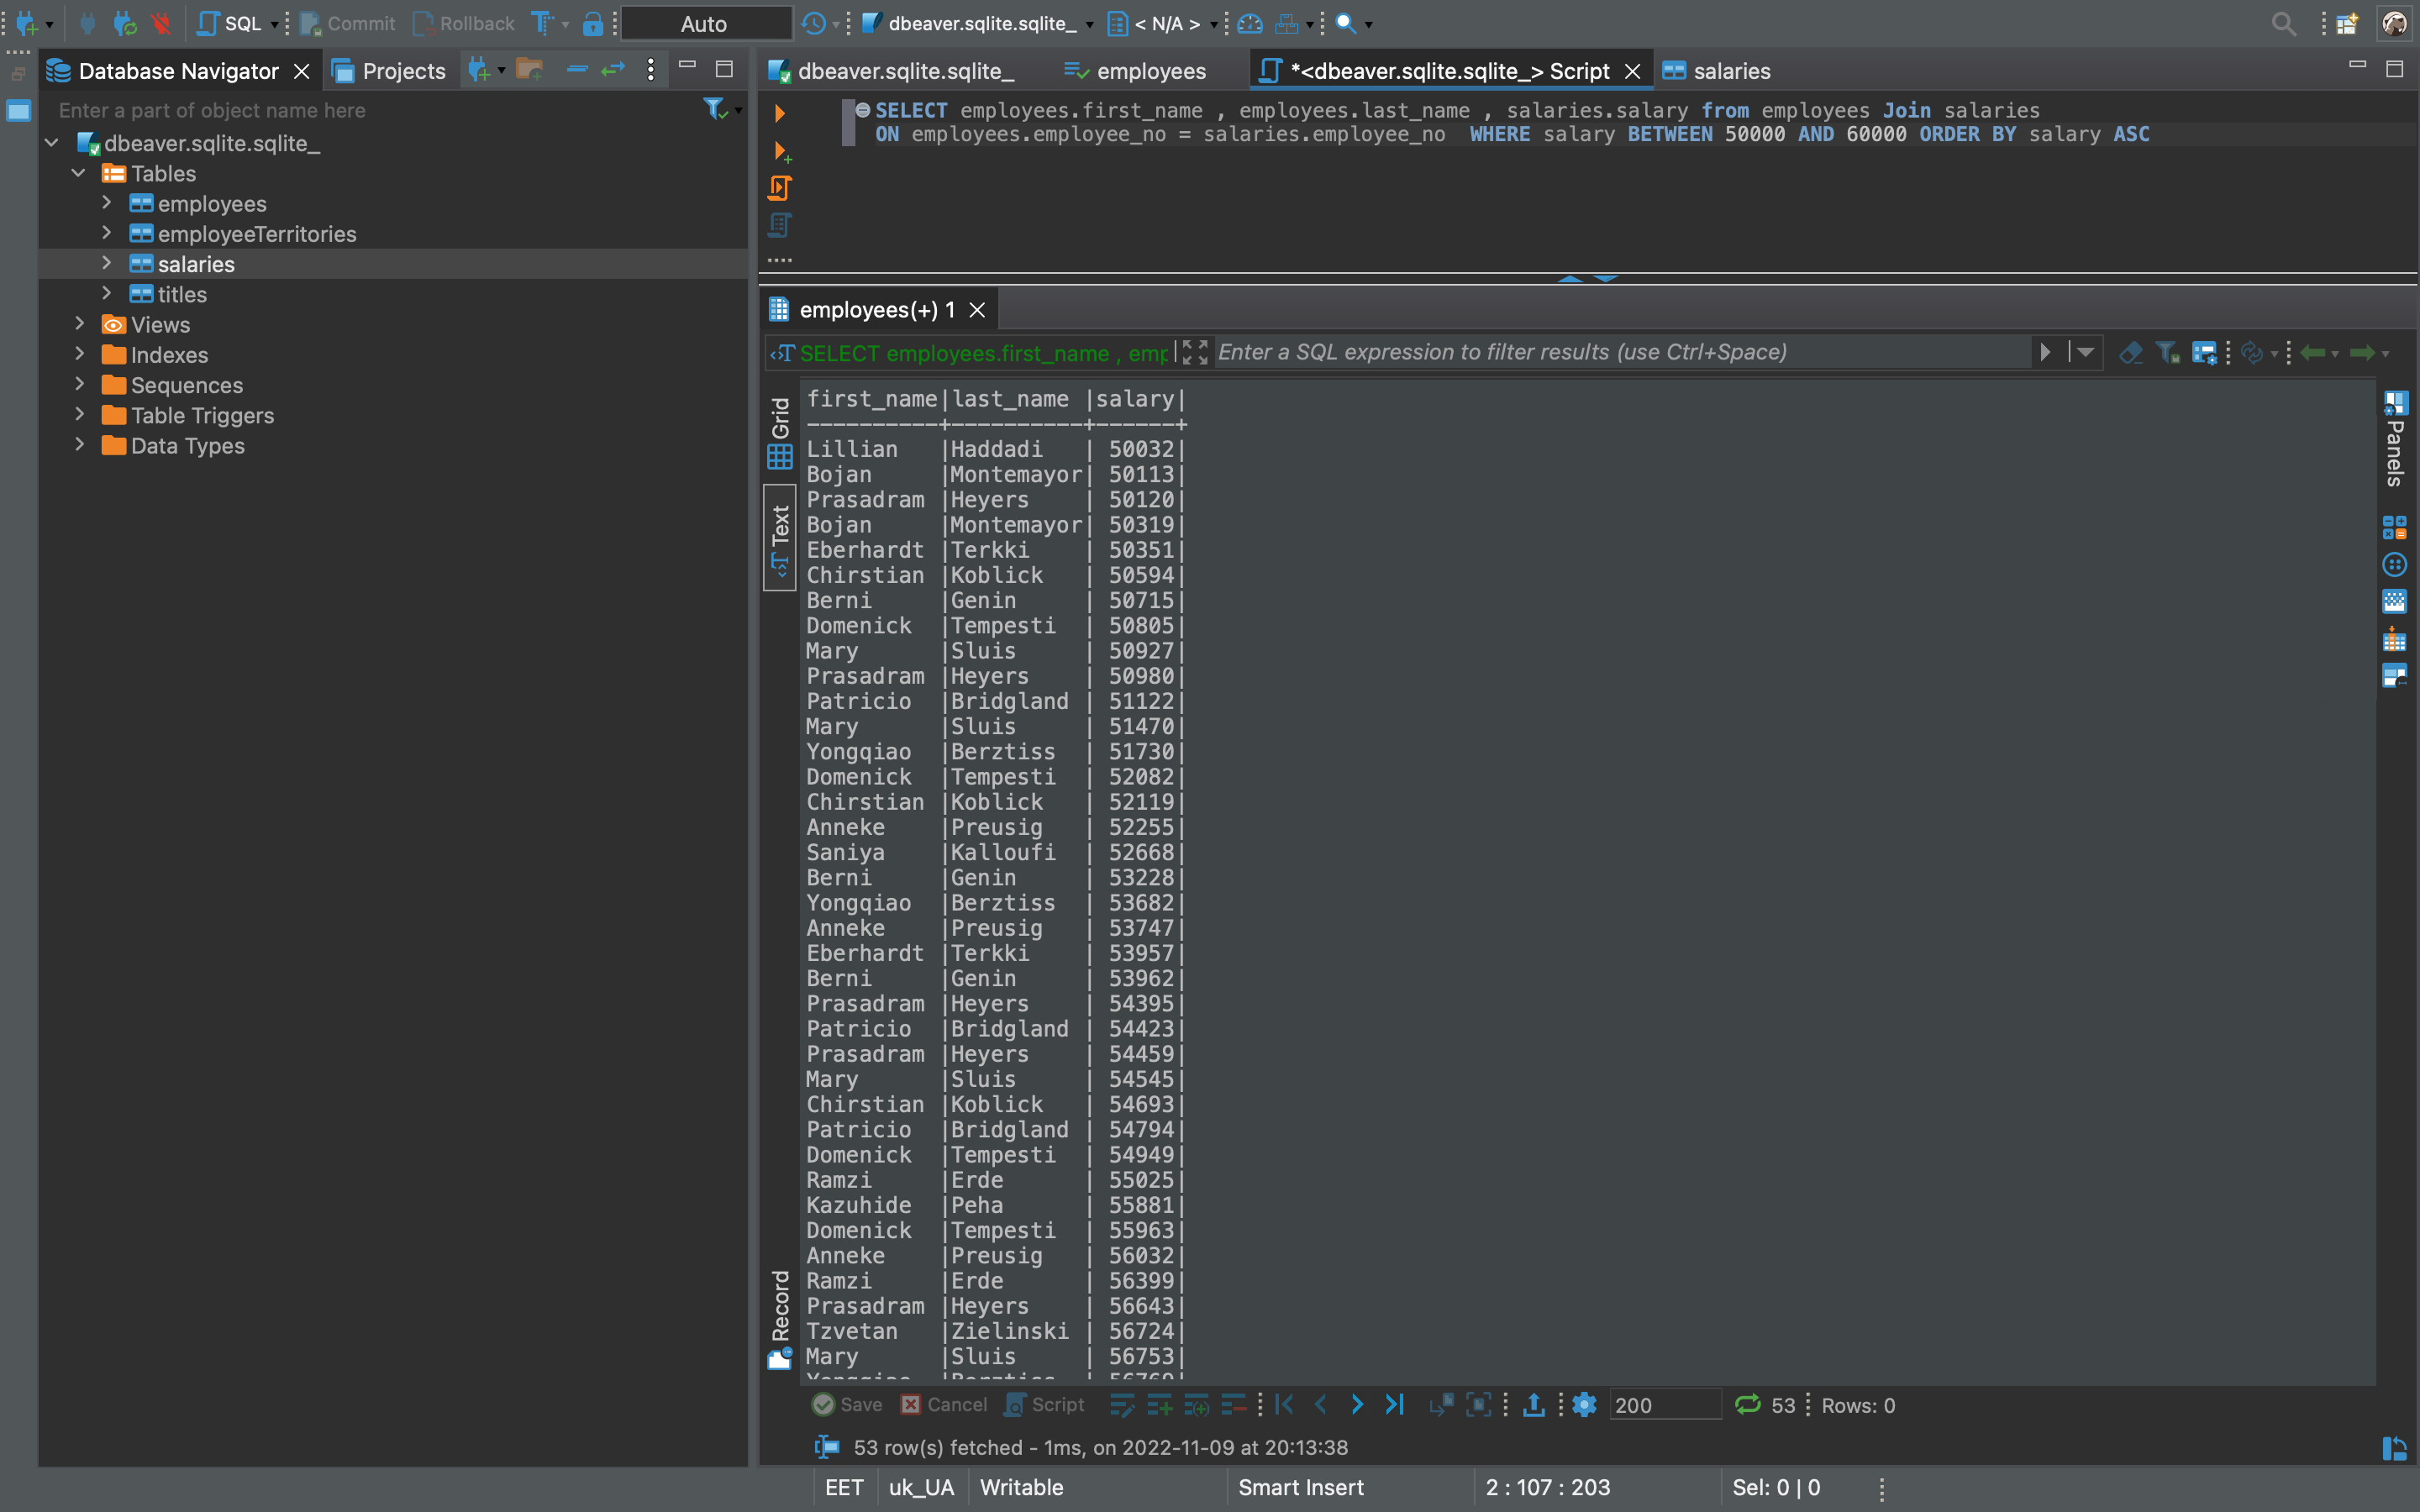 SQL
Commit
Rollback
Auto
dbeaver.sqlite.sqlite_
< N/A >
Database Navigator
Projects
dbeaver.sqlite.sqlite_
employees
*<dbeaver.sqlite.sqlite_> Script
salaries
Enter a part of object name here
dbeaver.sqlite.sqlite_
Tables
employees
employeeTerritories
salaries
titles
Views
Indexes
Sequences
Table Triggers
Data Types
SELECT employees.first_name , employees.last_name , salaries.salary from employees Join salaries
ON employees.employee_no = salaries.employee_no WHERE salary BETWEEN 50000 AND 60000 ORDER BY salary ASC
employees(+) 1
SELECT employees.first_name , emp
Enter a SQL expression to filter results (use Ctrl+Space)
Grid
Text
Record
Panels
first_name|last_name |salary|
----------+----------+------+
Lillian   |Haddadi   | 50032|
Bojan     |Montemayor| 50113|
Prasadram |Heyers    | 50120|
Bojan     |Montemayor| 50319|
Eberhardt |Terkki    | 50351|
Chirstian |Koblick   | 50594|
Berni     |Genin     | 50715|
Domenick  |Tempesti  | 50805|
Mary      |Sluis     | 50927|
Prasadram |Heyers    | 50980|
Patricio  |Bridgland | 51122|
Mary      |Sluis     | 51470|
Yongqiao  |Berztiss  | 51730|
Domenick  |Tempesti  | 52082|
Chirstian |Koblick   | 52119|
Anneke    |Preusig   | 52255|
Saniya    |Kalloufi  | 52668|
Berni     |Genin     | 53228|
Yongqiao  |Berztiss  | 53682|
Anneke    |Preusig   | 53747|
Eberhardt |Terkki    | 53957|
Berni     |Genin     | 53962|
Prasadram |Heyers    | 54395|
Patricio  |Bridgland | 54423|
Prasadram |Heyers    | 54459|
Mary      |Sluis     | 54545|
Chirstian |Koblick   | 54693|
Patricio  |Bridgland | 54794|
Domenick  |Tempesti  | 54949|
Ramzi     |Erde      | 55025|
Kazuhide  |Peha      | 55881|
Domenick  |Tempesti  | 55963|
Anneke    |Preusig   | 56032|
Ramzi     |Erde      | 56399|
Prasadram |Heyers    | 56643|
Tzvetan   |Zielinski | 56724|
Mary      |Sluis     | 56753|
Save
Cancel
Script
200
53
Rows: 0
53 row(s) fetched - 1ms, on 2022-11-09 at 20:13:38
EET
uk_UA
Writable
Smart Insert
2 : 107 : 203
Sel: 0 | 0